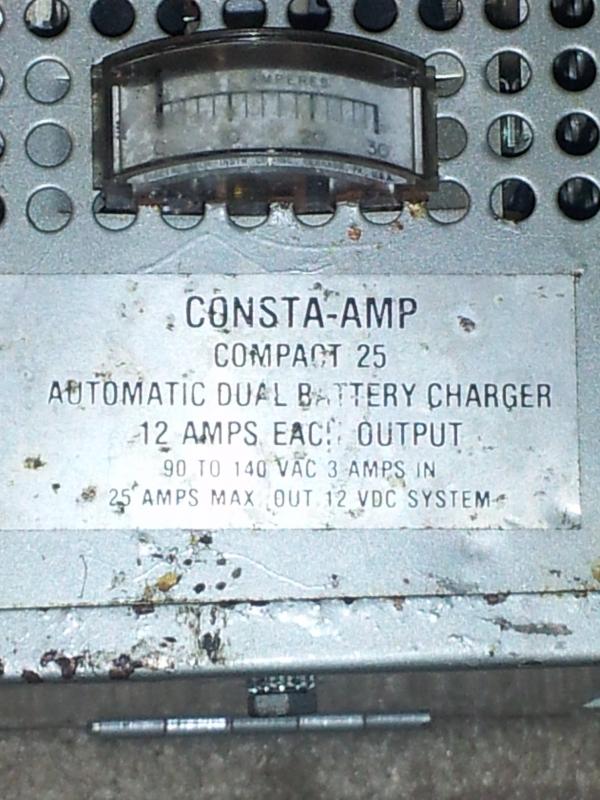 AMPERES
0 10 20 30
CONSTA-AMP
COMPACT 25
AUTOMATIC DUAL BATTERY CHARGER
12 AMPS EACH OUTPUT
90 TO 140 VAC 3 AMPS IN
25 AMPS MAX OUT 12 VDC SYSTEM